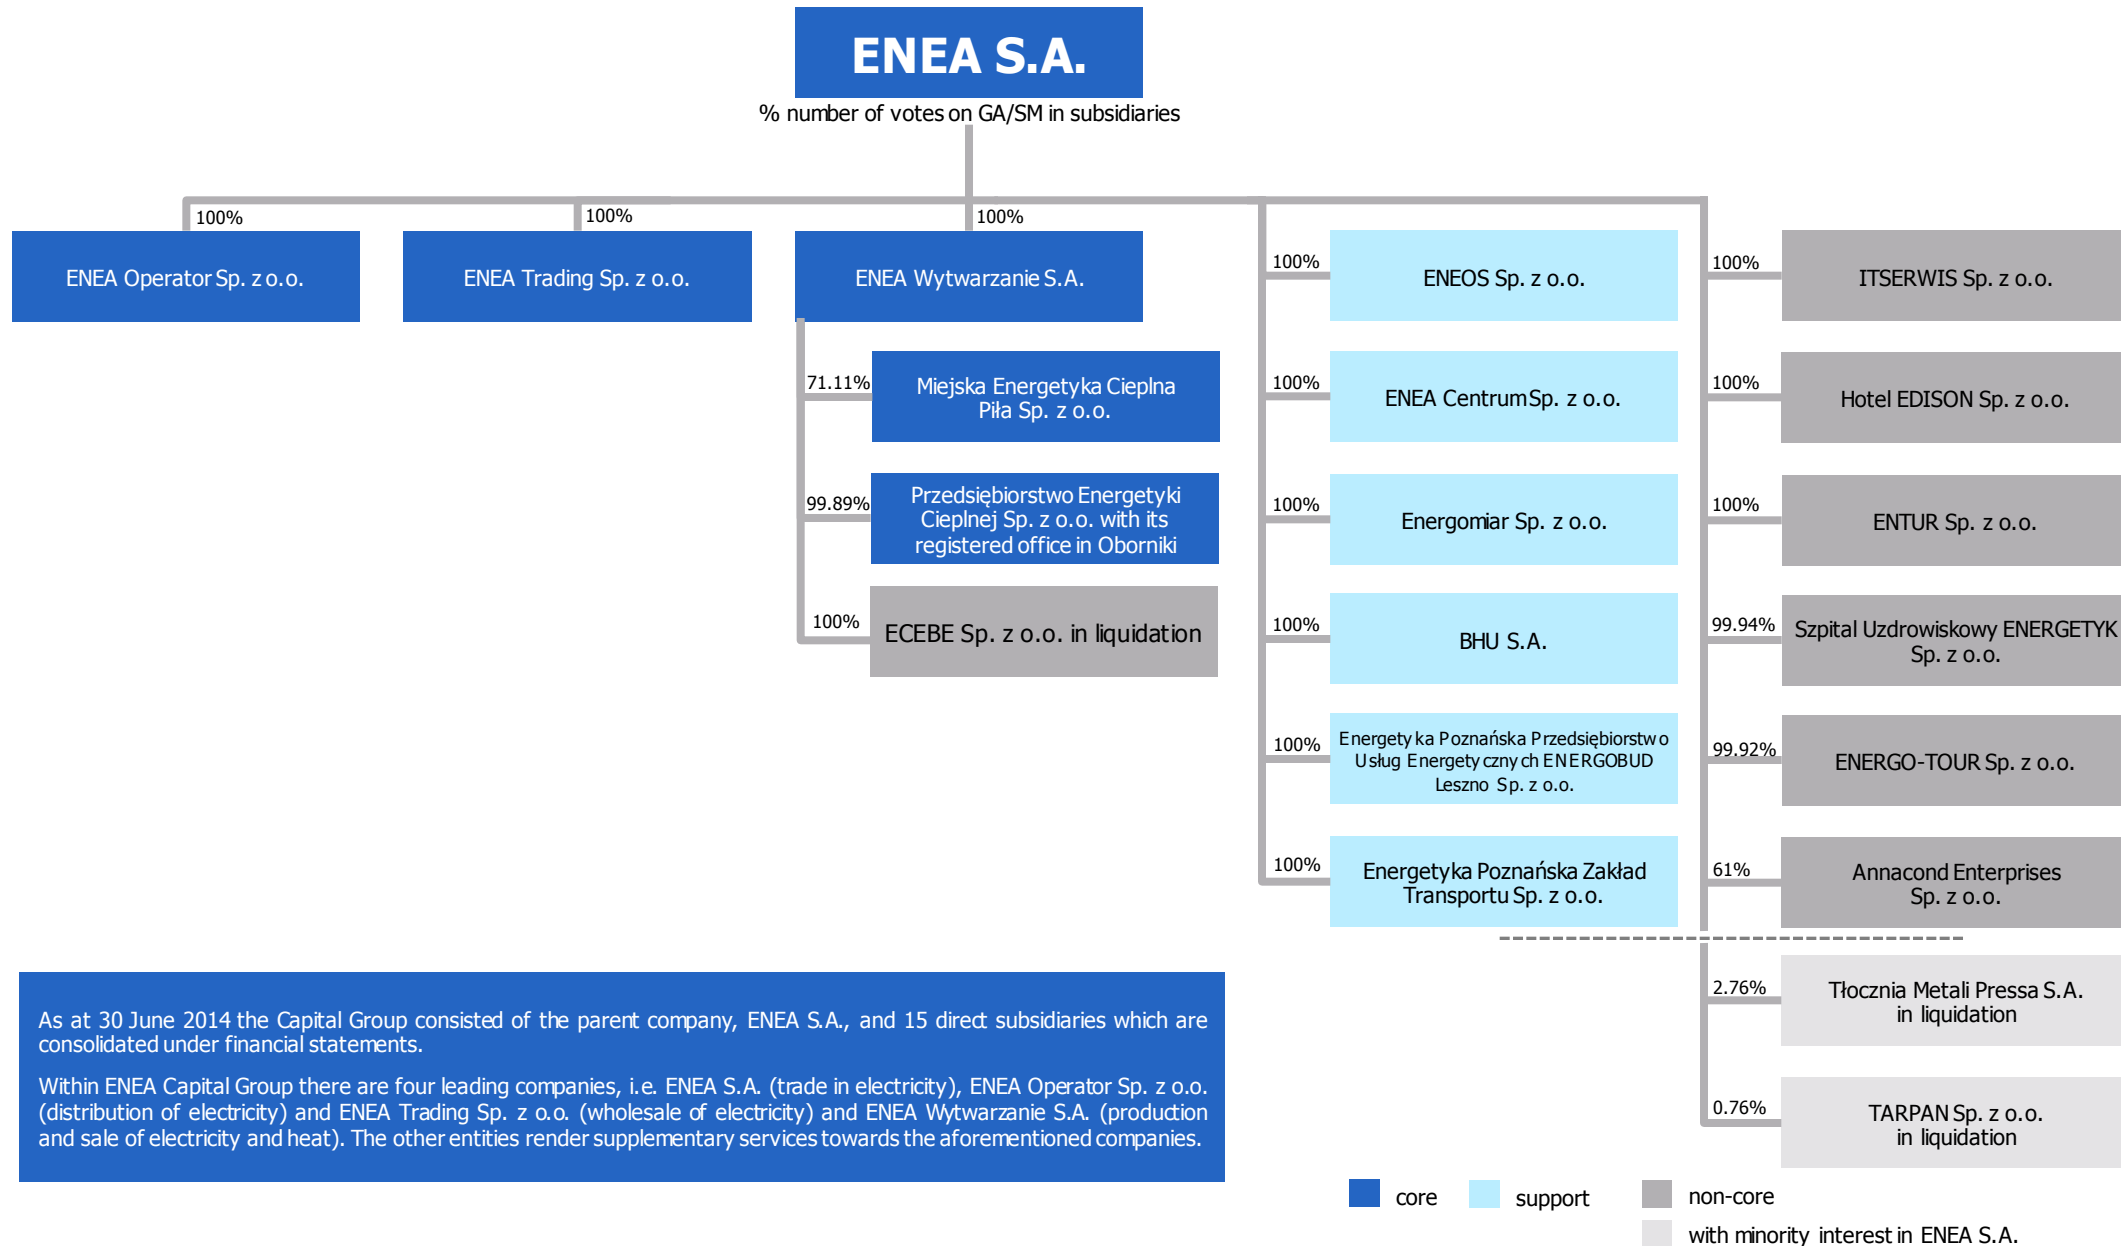 ENEA S.A.
% number of votes on GA/SM in subsidiaries
100%
100%
100%
ENEA Operator Sp. z o.o.
ENEA Trading Sp. z o.o.
ENEA Wytwarzanie S.A.
71.11%
Miejska Energetyka Cieplna
Piła Sp. z o.o.
99.89%
Przedsiębiorstwo Energetyki
Cieplnej Sp. z o.o. with its
registered office in Oborniki
100%
ECEBE Sp. z o.o. in liquidation
100%
ENEOS Sp. z o.o.
100%
ENEA Centrum Sp. z o.o.
100%
Energomiar Sp. z o.o.
100%
BHU S.A.
100%
Energetyka Poznańska Przedsiębiorstwo
Usług Energetycznych ENERGOBUD
Leszno Sp. z o.o.
100%
Energetyka Poznańska Zakład
Transportu Sp. z o.o.
100%
ITSERWIS Sp. z o.o.
100%
Hotel EDISON Sp. z o.o.
100%
ENTUR Sp. z o.o.
99.94%
Szpital Uzdrowiskowy ENERGETYK
Sp. z o.o.
99.92%
ENERGO-TOUR Sp. z o.o.
61%
Annacond Enterprises
Sp. z o.o.
2.76%
Tłocznia Metali Pressa S.A.
in liquidation
0.76%
TARPAN Sp. z o.o.
in liquidation
As at 30 June 2014 the Capital Group consisted of the parent company, ENEA S.A., and 15 direct subsidiaries which are
consolidated under financial statements.
Within ENEA Capital Group there are four leading companies, i.e. ENEA S.A. (trade in electricity), ENEA Operator Sp. z o.o.
(distribution of electricity) and ENEA Trading Sp. z o.o. (wholesale of electricity) and ENEA Wytwarzanie S.A. (production
and sale of electricity and heat). The other entities render supplementary services towards the aforementioned companies.
core
support
non-core
with minority interest in ENEA S.A.